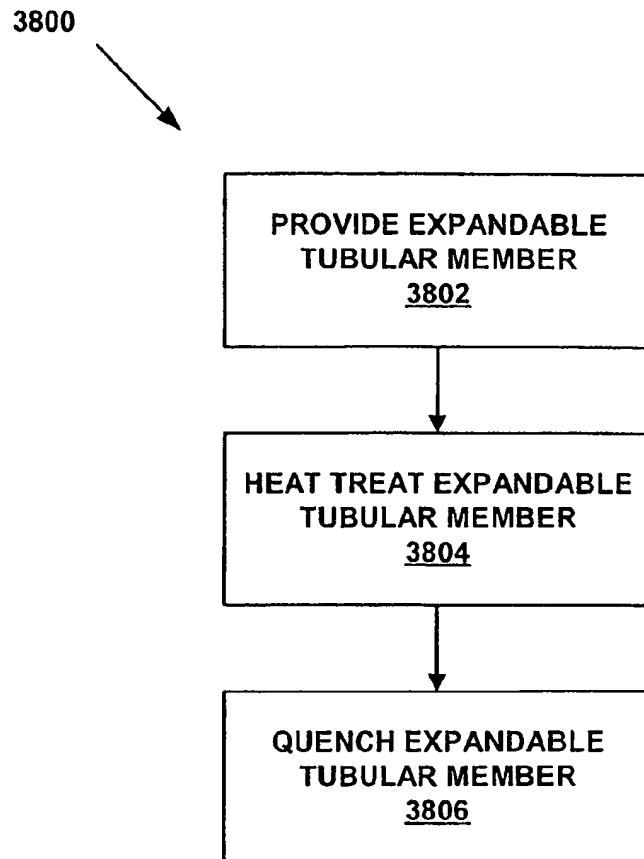 3800
PROVIDE EXPANDABLE
TUBULAR MEMBER
3802
HEAT TREAT EXPANDABLE
TUBULAR MEMBER
3804
QUENCH EXPANDABLE
TUBULAR MEMBER
3806